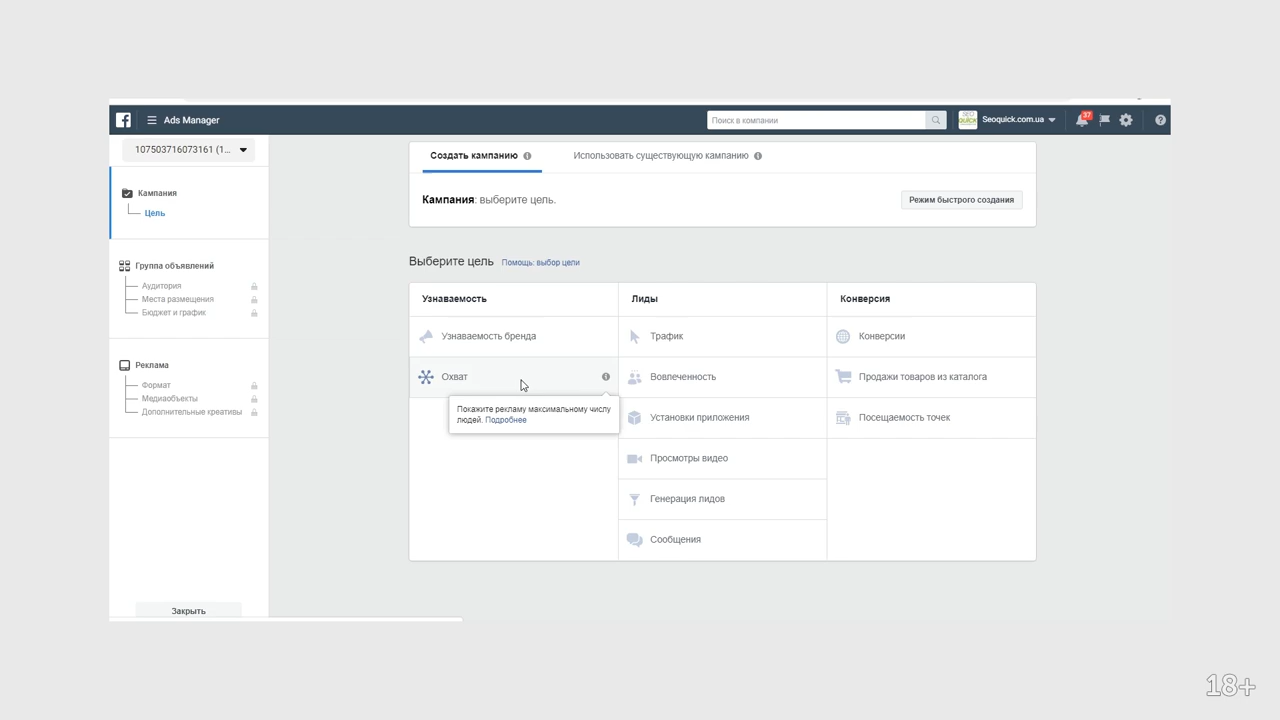 Ads Manager
Поиск в компании
SEO QUICK
Seoquick.com.ua
37
107503716073161 (1...
Создать кампанию
Использовать существующую кампанию
Кампания
Цель
Кампания: выберите цель.
Режим быстрого создания
Группа объявлений
Аудитория
Места размещения
Бюджет и график
Выберите цель
Помощь: выбор цели
Реклама
Формат
Медиаобъекты
Дополнительные креативы
Узнаваемость
Лиды
Конверсия
Узнаваемость бренда
Трафик
Конверсии
Охват
Вовлеченность
Продажи товаров из каталога
Покажите рекламу максимальному числу
людей. Подробнее
Установки приложения
Посещаемость точек
Просмотры видео
Генерация лидов
Сообщения
Закрыть
18+